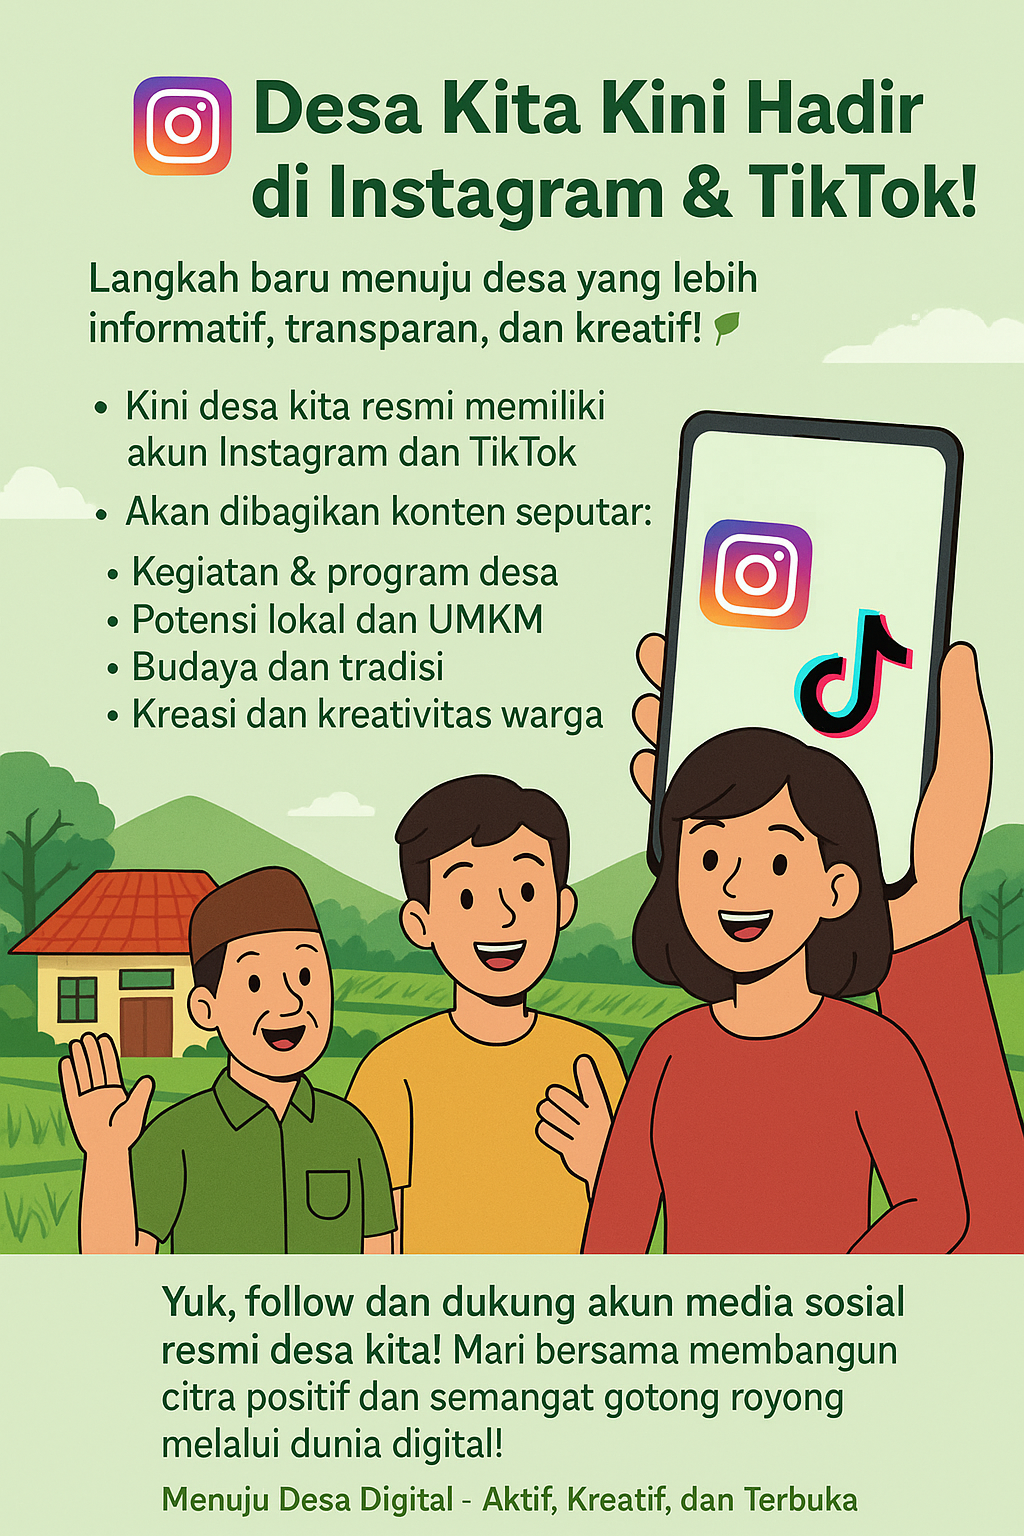 Desa Kita Kini Hadir
di Instagram & TikTok!
Langkah baru menuju desa yang lebih
informatif, transparan, dan kreatif!
• Kini desa kita resmi memiliki
akun Instagram dan TikTok
• Akan dibagikan konten seputar:
• Kegiatan & program desa
• Potensi lokal dan UMKM
• Budaya dan tradisi
• Kreasi dan kreativitas warga
Yuk, follow dan dukung akun media sosial
resmi desa kita! Mari bersama membangun
citra positif dan semangat gotong royong
melalui dunia digital!
Menuju Desa Digital - Aktif, Kreatif, dan Terbuka